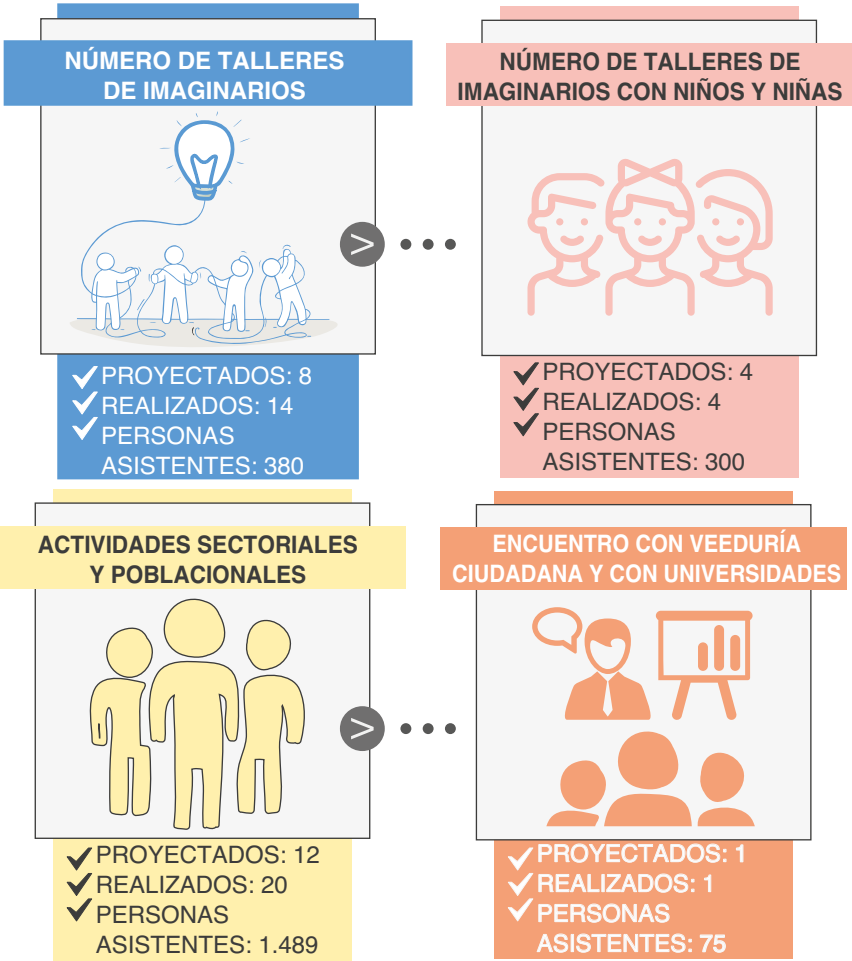 NÚMERO DE TALLERES
DE IMAGINARIOS
>
✓ PROYECTADOS: 8
✓ REALIZADOS: 14
✓ PERSONAS
ASISTENTES: 380
NÚMERO DE TALLERES DE
IMAGINARIOS CON NIÑOS Y NIÑAS
✓ PROYECTADOS: 4
✓ REALIZADOS: 4
✓ PERSONAS
ASISTENTES: 300
ACTIVIDADES SECTORIALES
Y POBLACIONALES
>
✓ PROYECTADOS: 12
✓ REALIZADOS: 20
✓ PERSONAS
ASISTENTES: 1.489
ENCUENTRO CON VEEDURÍA
CIUDADANA Y CON UNIVERSIDADES
✓ PROYECTADOS: 1
✓ REALIZADOS: 1
✓ PERSONAS
ASISTENTES: 75